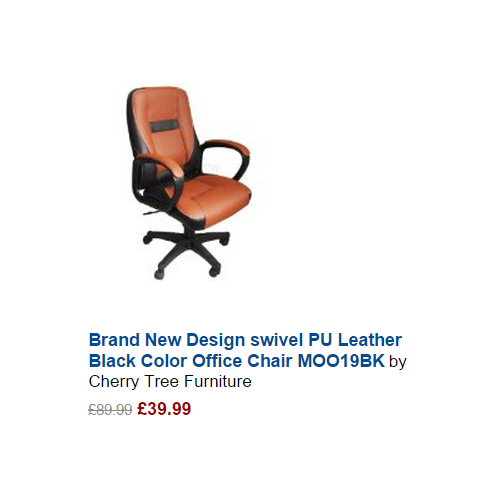 Brand New Design swivel PU Leather
Black Color Office Chair MOO19BK by
Cherry Tree Furniture
£89.99 £39.99